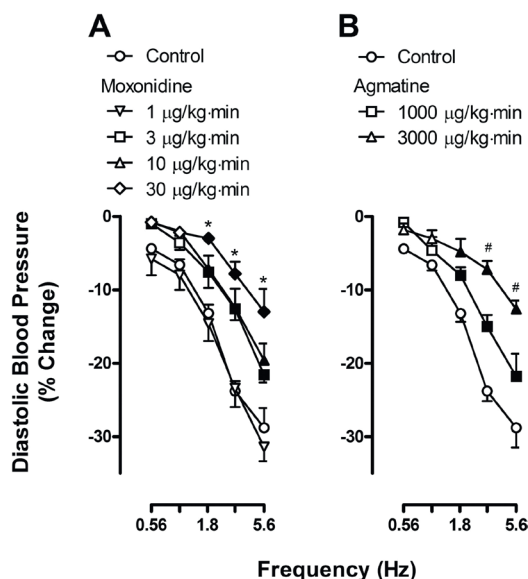 A
Control
Moxonidine
1 µg/kg·min
3 µg/kg·min
10 µg/kg·min
30 µg/kg·min
B
Control
Agmatine
1000 µg/kg·min
3000 µg/kg·min
Diastolic Blood Pressure
(% Change)
0
-10
-20
-30
*
*
*
0.56
1.8
5.6
0
-10
-20
-30
#
#
0.56
1.8
5.6
Frequency (Hz)